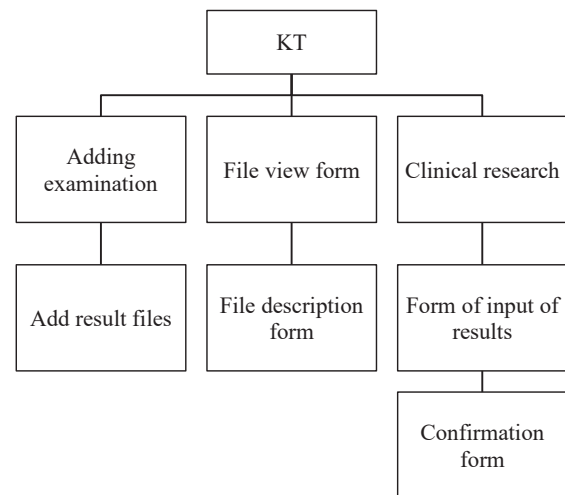 KT
Adding
examination
File view form
Clinical research
Add result files
File description
form
Form of input of
results
Confirmation
form